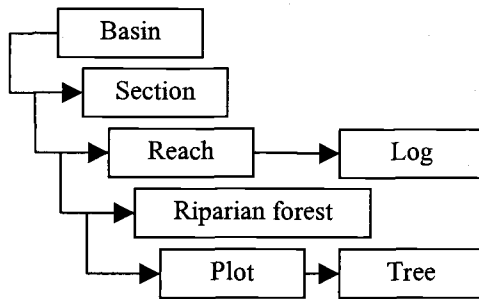 Basin
Section
Reach
Log
Riparian forest
Plot
Tree